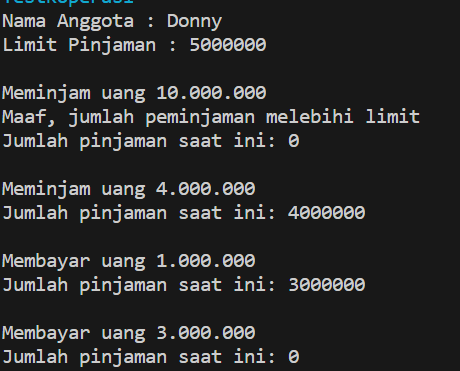 TestKoperasi
Nama Anggota : Donny
Limit Pinjaman : 5000000
Meminjam uang 10.000.000
Maaf, jumlah peminjaman melebihi limit
Jumlah pinjaman saat ini: 0
Meminjam uang 4.000.000
Jumlah pinjaman saat ini: 4000000
Membayar uang 1.000.000
Jumlah pinjaman saat ini: 3000000
Membayar uang 3.000.000
Jumlah pinjaman saat ini: 0